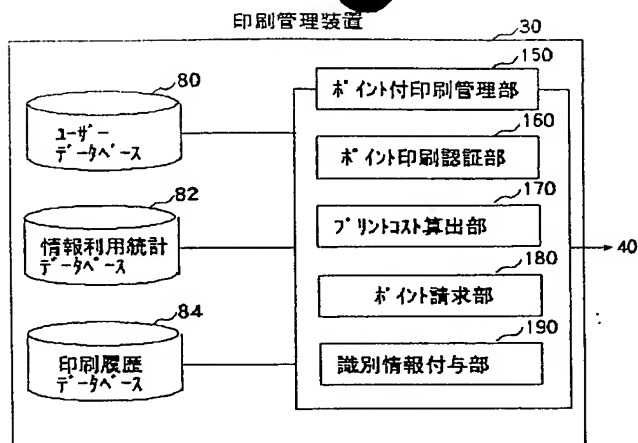 印刷管理装置
30
80
ユーザー
データベース
82
情報利用統計
データベース
84
印刷履歴
データベース
150
ポイント付印刷管理部
160
ポイント印刷認証部
170
プリントコスト算出部
180
ポイント請求部
190
識別情報付与部
40